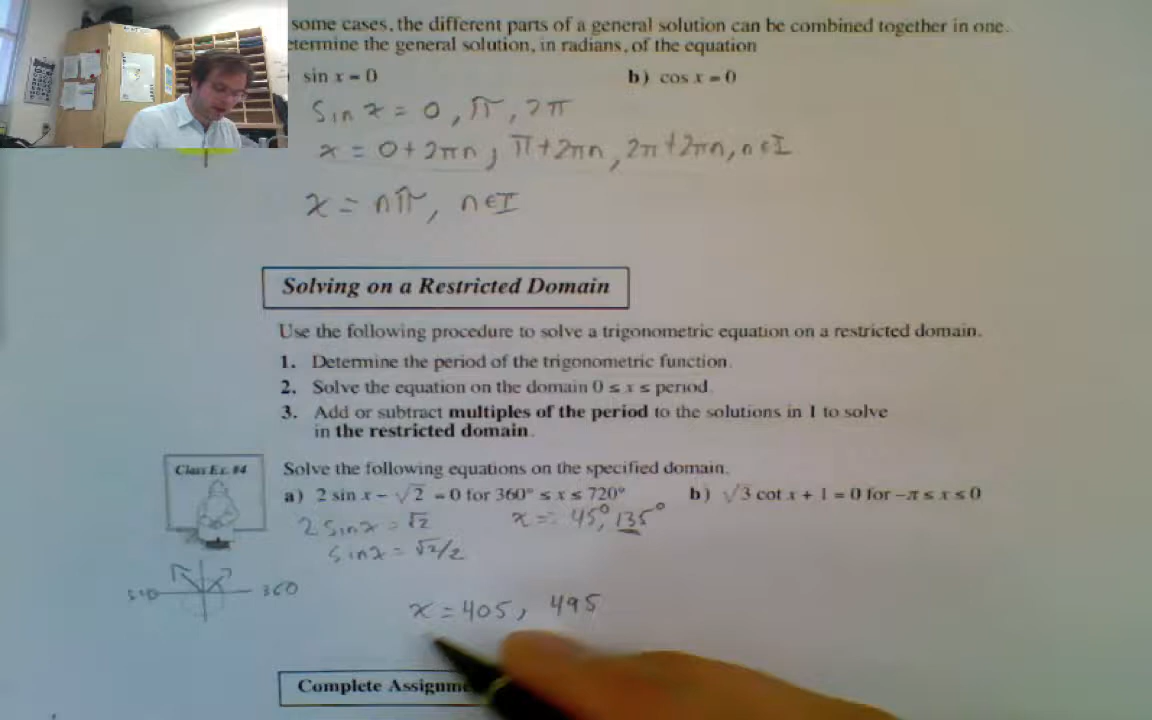 some cases, the different parts of a general solution can be combined together in one.
etermine the general solution, in radians, of the equation
sin x = 0
b) cos x = 0
Sin x = 0, π, 2π
x = 0 + 2πn, π + 2πn, 2π + 2πn, n ∈ I
x = nπ, n ∈ I
Solving on a Restricted Domain
Use the following procedure to solve a trigonometric equation on a restricted domain.
1. Determine the period of the trigonometric function.
2. Solve the equation on the domain 0 ≤ x ≤ period.
3. Add or subtract multiples of the period to the solutions in 1 to solve
in the restricted domain.
Class Ex. #4
Solve the following equations on the specified domain.
a) 2 sin x - √2 = 0 for 360° ≤ x ≤ 720°
b) √3 cot x + 1 = 0 for -π ≤ x ≤ 0
2 sin x = √2
x = 45°, 135°
sin x = √2/2
360
x = 405, 495
Complete Assignme